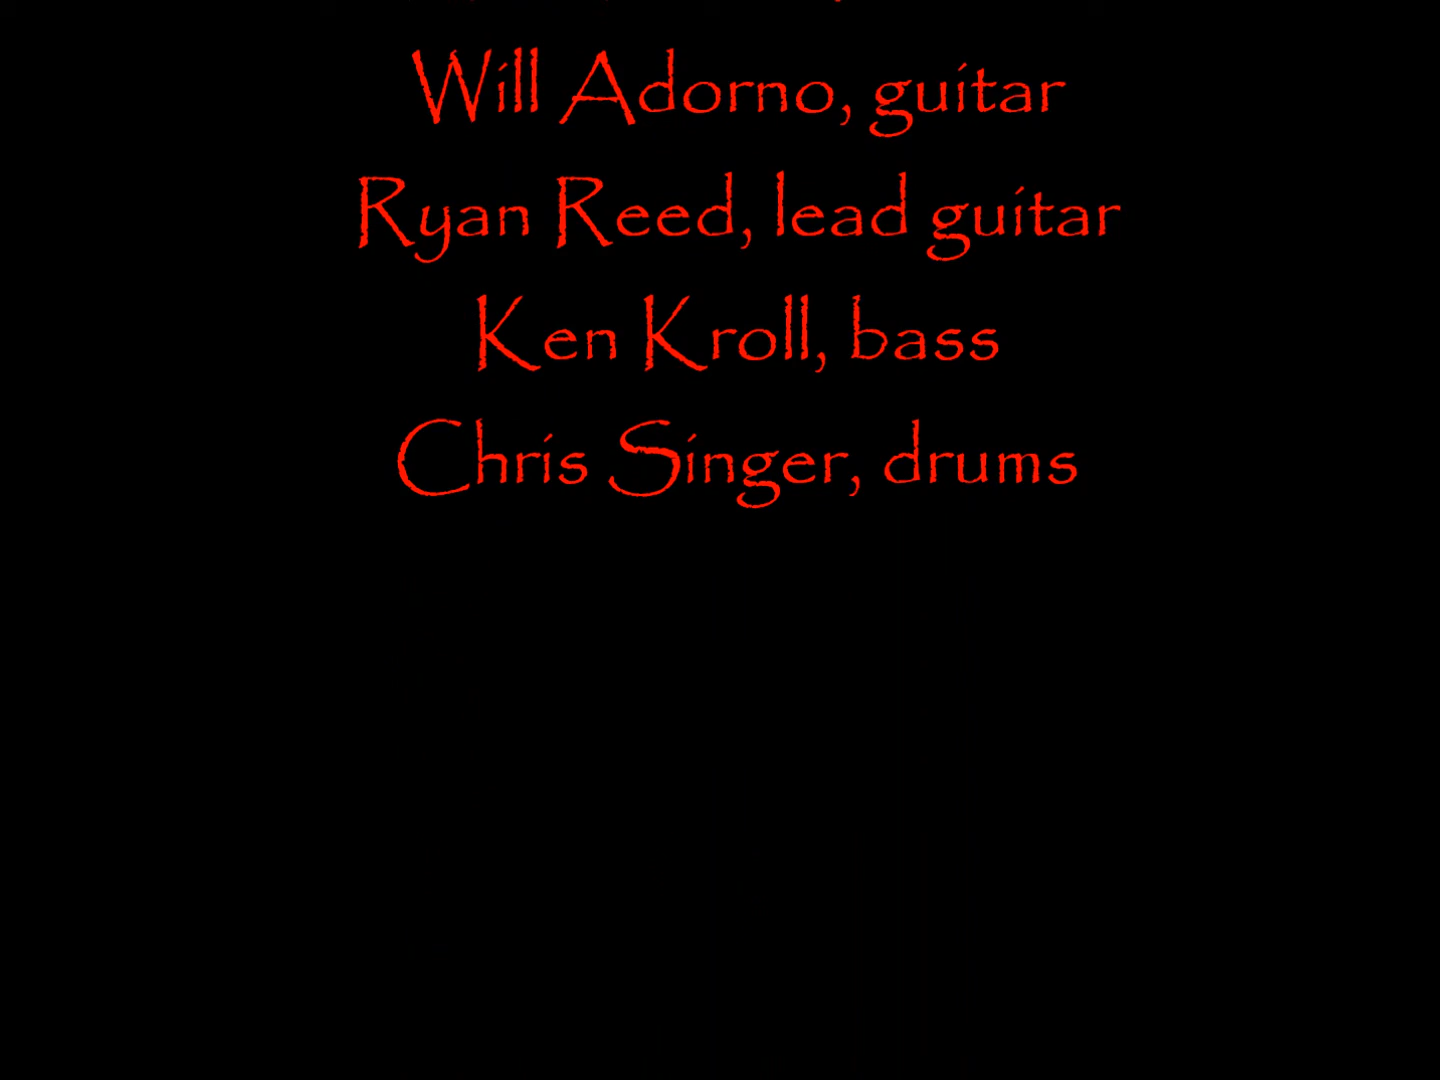 Will Adorno, guitar
Ryan Reed, lead guitar
Ken Kroll, bass
Chris Singer, drums